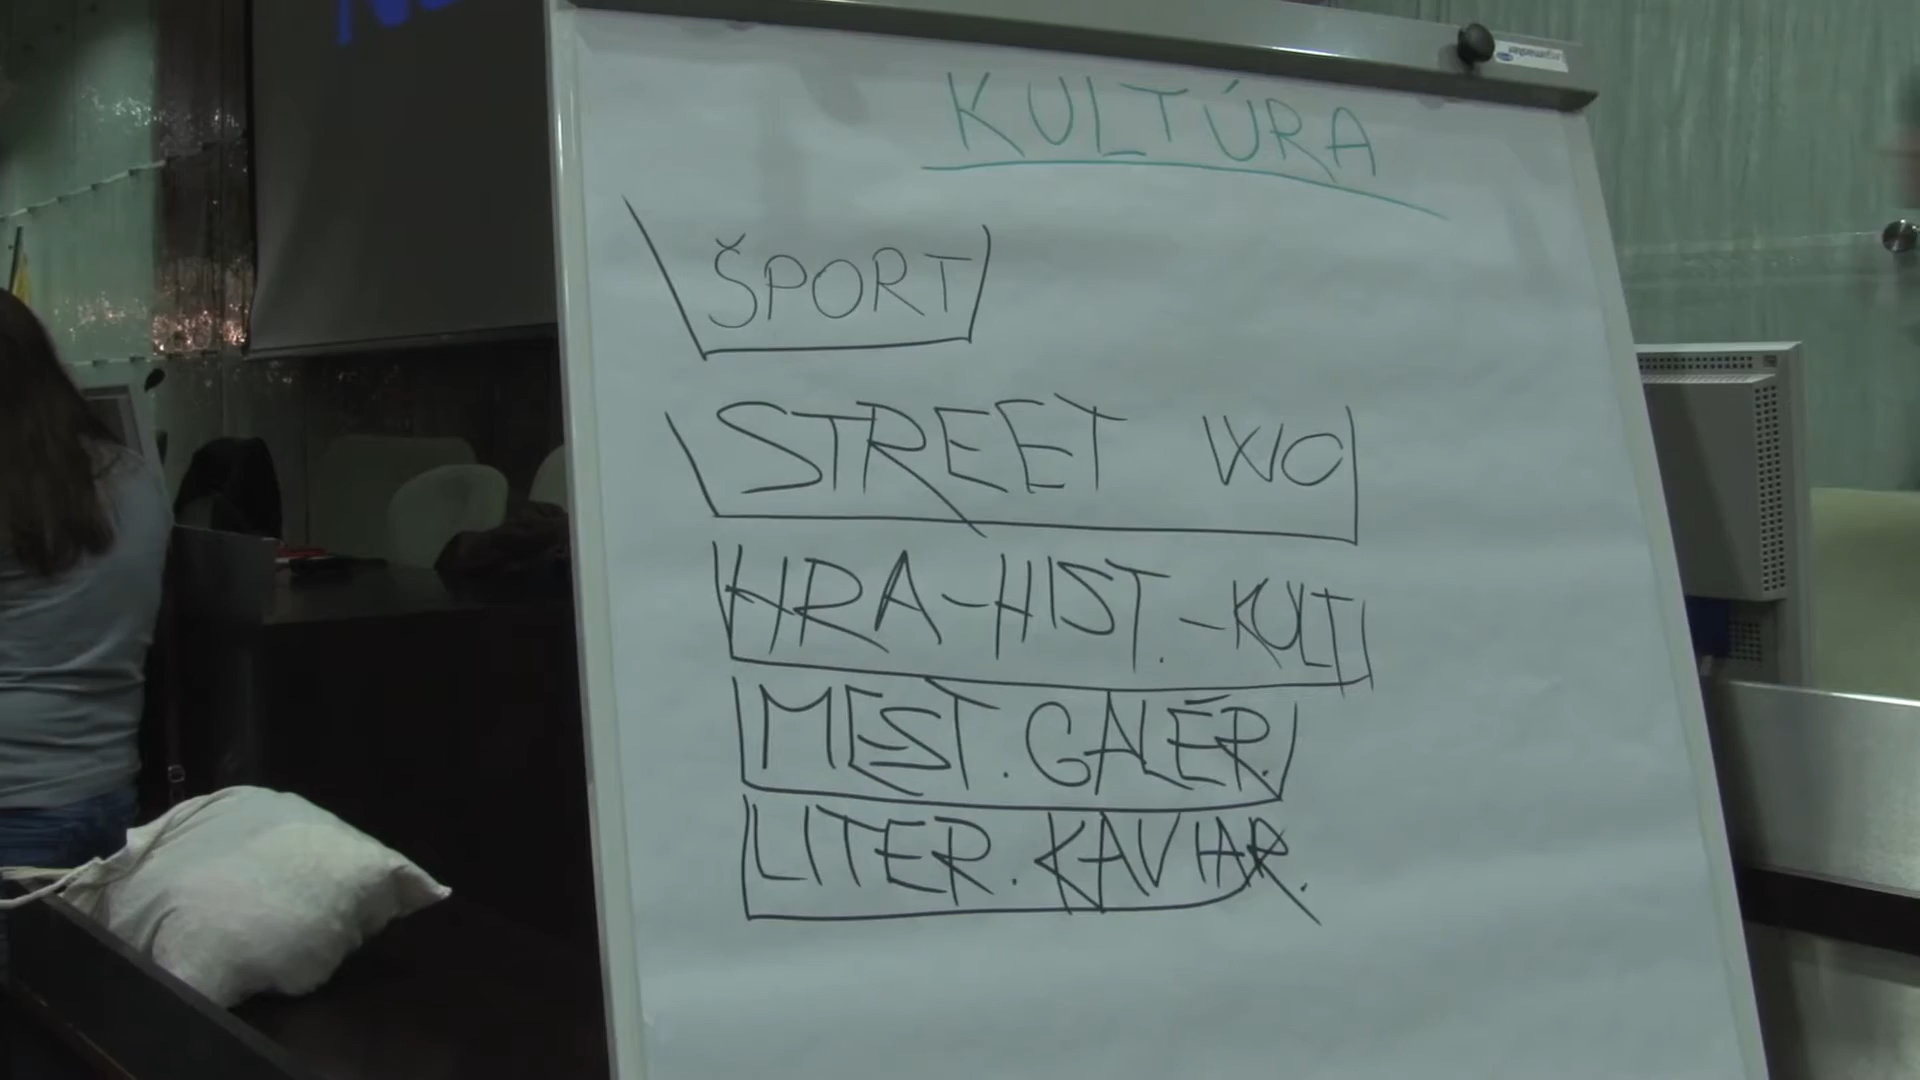 KULTÚRA
ŠPORT
STREET WO
HRA-HIST.-KULT
MEST. GALÉR.
LITER. KAVIAR.